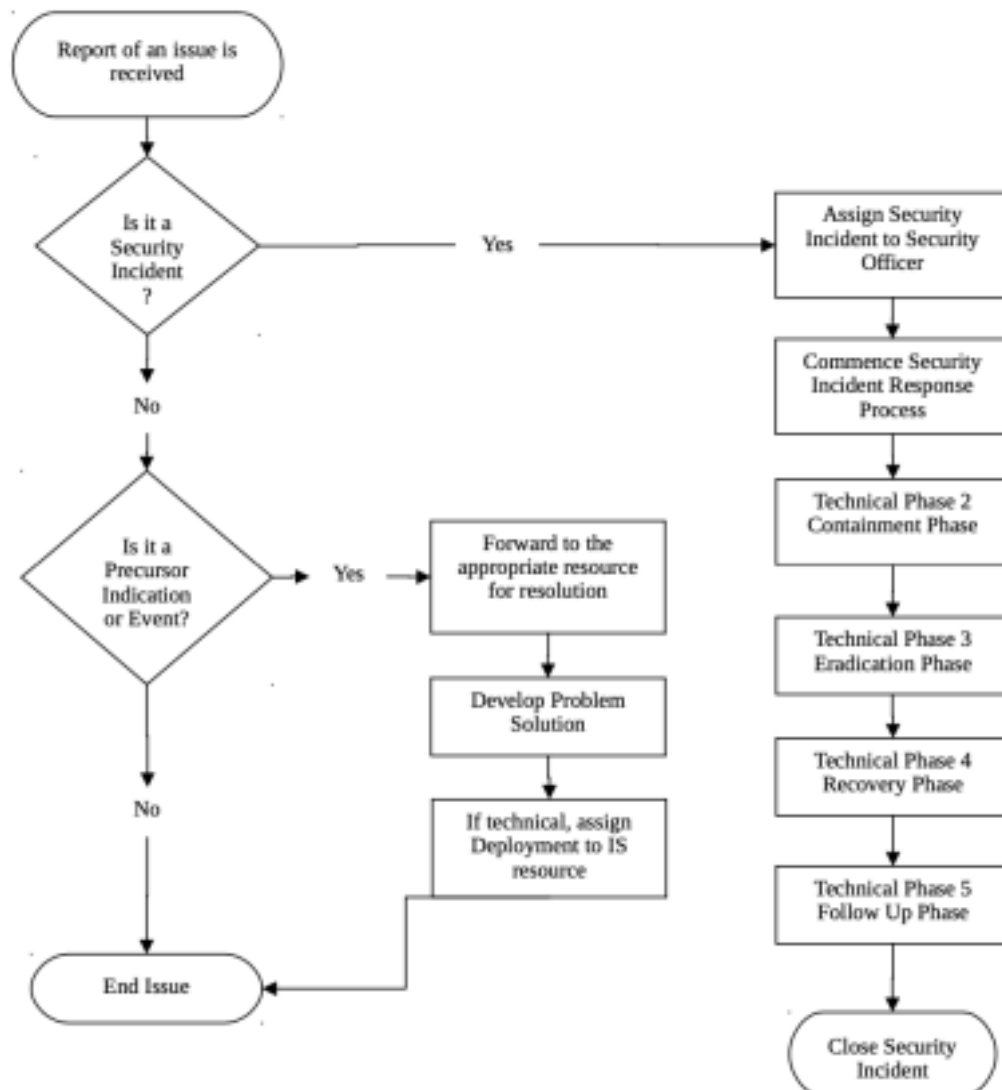 Report of an issue is
received
Is it a
Security
Incident
?
Yes
Assign Security
Incident to Security
Officer
Commence Security
Incident Response
Process
No
Is it a
Precursor
Indication
or Event?
Yes
Forward to the
appropriate resource
for resolution
Technical Phase 2
Containment Phase
Develop Problem
Solution
Technical Phase 3
Eradication Phase
No
If technical, assign
Deployment to IS
resource
Technical Phase 4
Recovery Phase
Technical Phase 5
Follow Up Phase
End Issue
Close Security
Incident